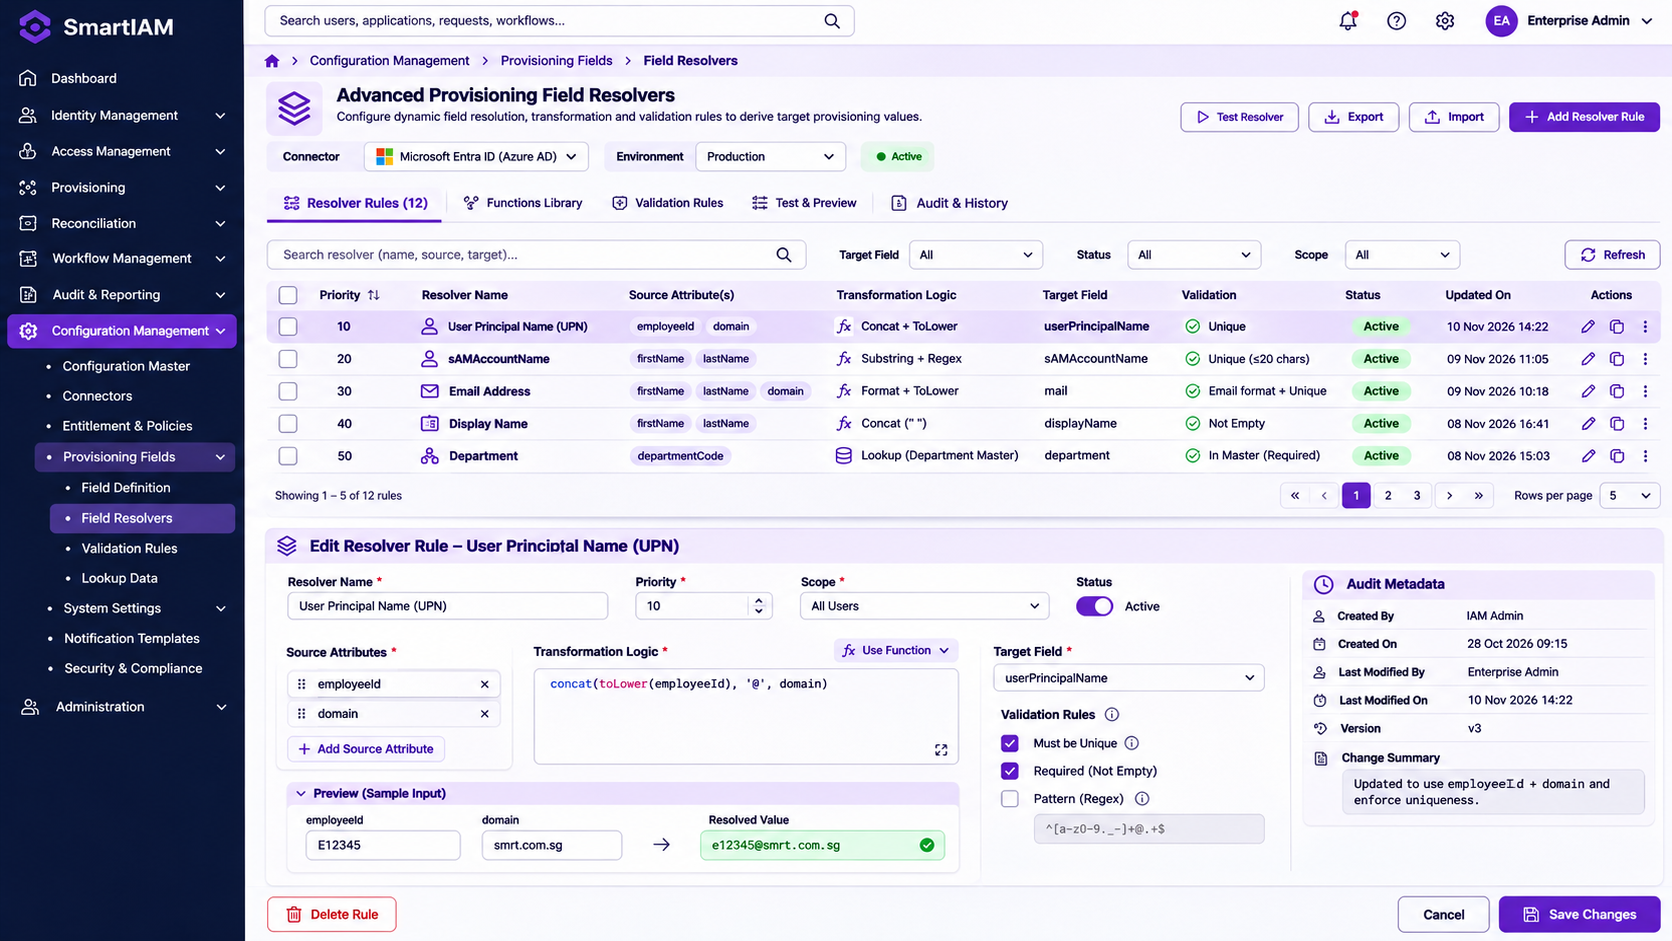 SmartIAM
Search users, applications, requests, workflows...
EA Enterprise Admin
Dashboard
Identity Management
Access Management
Provisioning
Reconciliation
Workflow Management
Audit & Reporting
Configuration Management
Configuration Master
Connectors
Entitlement & Policies
Provisioning Fields
Field Definition
Field Resolvers
Validation Rules
Lookup Data
System Settings
Notification Templates
Security & Compliance
Administration
Configuration Management > Provisioning Fields > Field Resolvers
Advanced Provisioning Field Resolvers
Configure dynamic field resolution, transformation and validation rules to derive target provisioning values.
Test Resolver Export Import + Add Resolver Rule
Connector Microsoft Entra ID (Azure AD) Environment Production Active
Resolver Rules (12) Functions Library Validation Rules Test & Preview Audit & History
Search resolver (name, source, target)... Target Field All Status All Scope All Refresh
Priority Resolver Name Source Attribute(s) Transformation Logic Target Field Validation Status Updated On Actions
10 User Principal Name (UPN) employeeId domain fx Concat + ToLower userPrincipalName Unique Active 10 Nov 2026 14:22
20 sAMAccountName firstName lastName fx Substring + Regex sAMAccountName Unique (≤20 chars) Active 09 Nov 2026 11:05
30 Email Address firstName lastName domain fx Format + ToLower mail Email format + Unique Active 09 Nov 2026 10:18
40 Display Name firstName lastName fx Concat (" ") displayName Not Empty Active 08 Nov 2026 16:41
50 Department departmentCode Lookup (Department Master) department In Master (Required) Active 08 Nov 2026 15:03
Showing 1 – 5 of 12 rules « ‹ 1 2 3 › » Rows per page 5
Edit Resolver Rule – User Principal Name (UPN)
Resolver Name * Priority * Scope * Status
User Principal Name (UPN) 10 All Users Active
Source Attributes *
employeeId ×
domain ×
+ Add Source Attribute
Transformation Logic * fx Use Function
concat(toLower(employeeId), '@', domain)
Preview (Sample Input)
employeeId domain Resolved Value
E12345 smrt.com.sg → e12345@smrt.com.sg
Target Field *
userPrincipalName
Validation Rules
Must be Unique
Required (Not Empty)
Pattern (Regex)
^[a-z0-9._-]+@.+$
Audit Metadata
Created By IAM Admin
Created On 28 Oct 2026 09:15
Last Modified By Enterprise Admin
Last Modified On 10 Nov 2026 14:22
Version v3
Change Summary
Updated to use employeeId + domain and
enforce uniqueness.
Delete Rule Cancel Save Changes